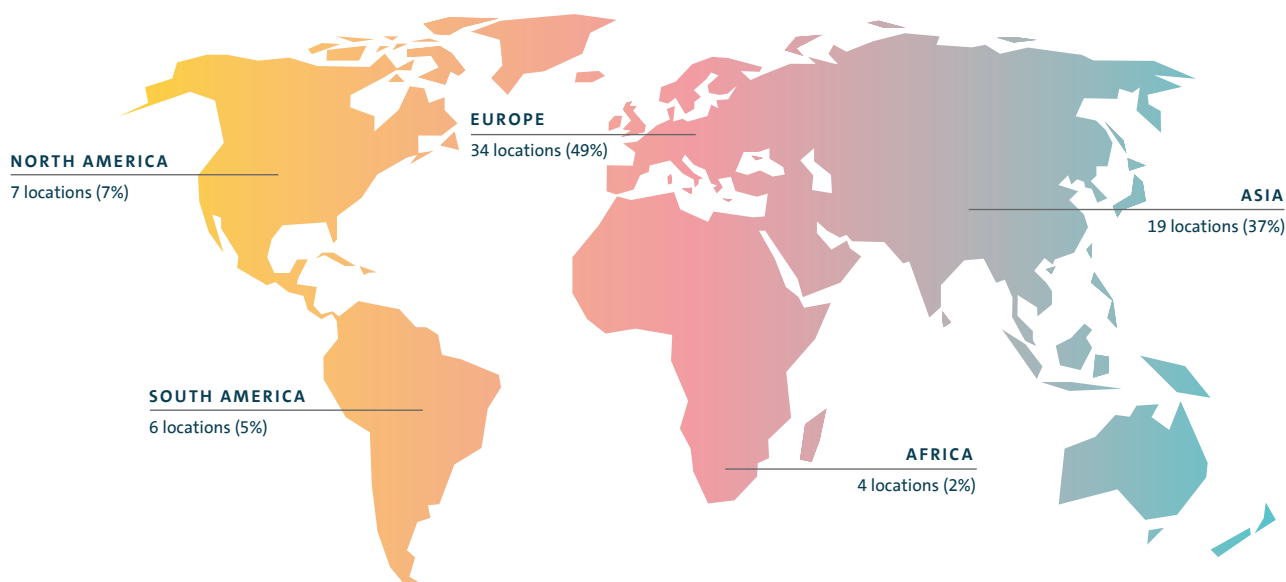 EUROPE
34 locations (49%)
NORTH AMERICA
7 locations (7%)
ASIA
19 locations (37%)
SOUTH AMERICA
6 locations (5%)
AFRICA
4 locations (2%)